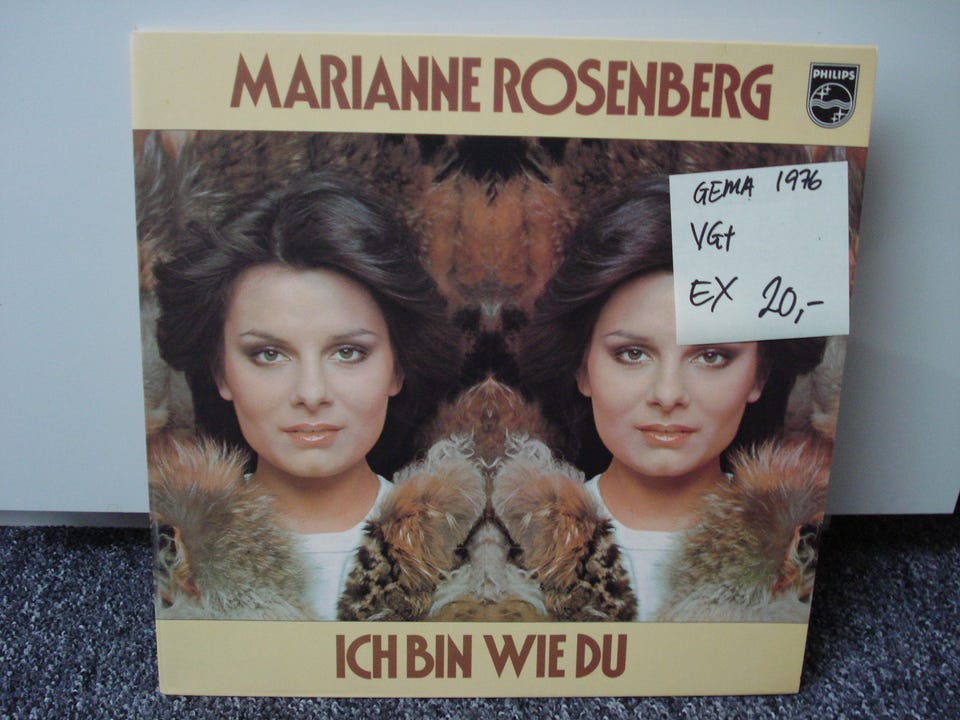 MARIANNE ROSENBERG
PHILIPS
GEMA 1976
VG+
EX 20,-
ICH BIN WIE DU